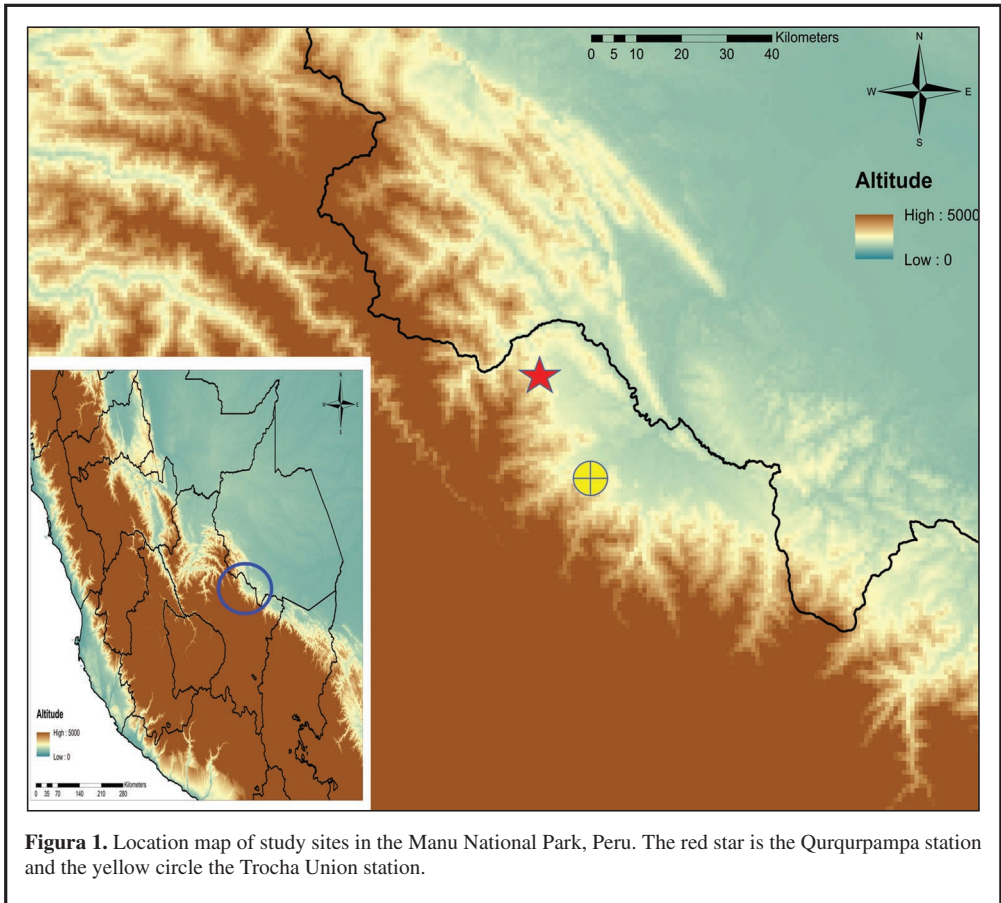 Kilometers
0 5 10 20 30 40
N
W E
S
Altitude
High : 5000
Low : 0
N
W E
S
Altitude
High : 5000
Low : 0
Kilometers
0 35 70 140 210 280
Figura 1. Location map of study sites in the Manu National Park, Peru. The red star is the Qurqurpampa station
and the yellow circle the Trocha Union station.